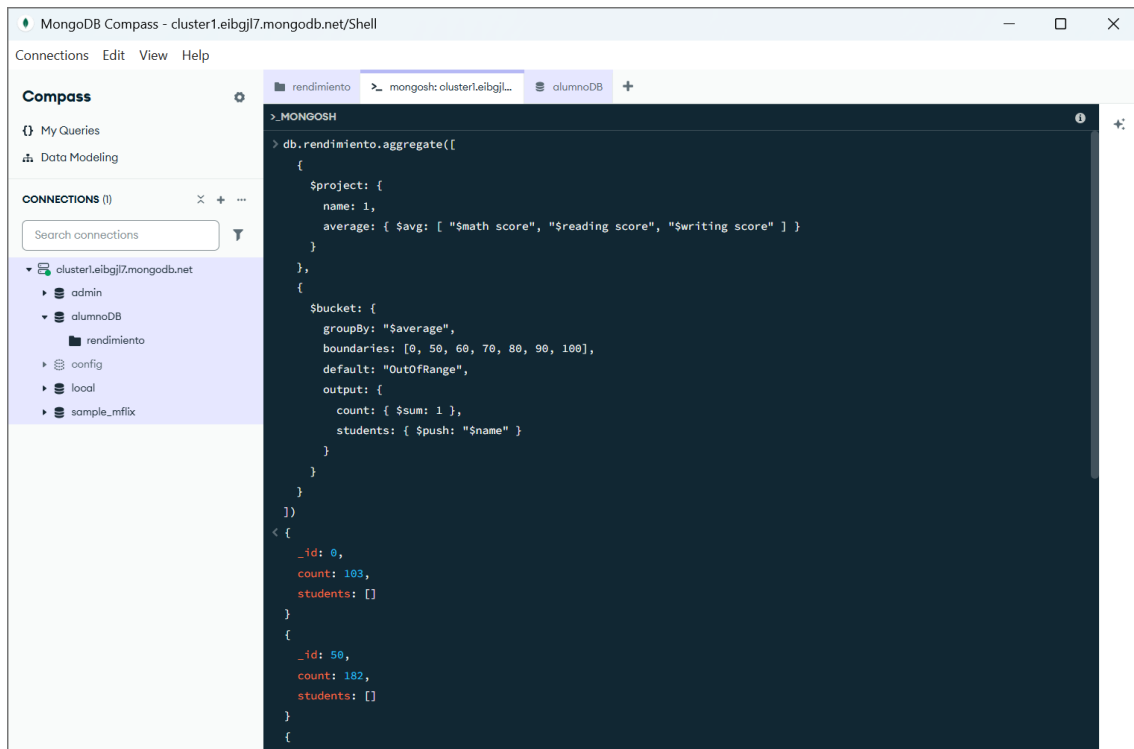 MongoDB Compass - cluster1.eibgjl7.mongodb.net/Shell
Connections Edit View Help
Compass
{} My Queries
Data Modeling
CONNECTIONS (1)
Search connections
cluster1.eibgjl7.mongodb.net
admin
alumnoDB
rendimiento
config
local
sample_mflix
rendimiento
>_ mongosh: cluster1.eibgjl...
alumnoDB
>_MONGOSH
> db.rendimiento.aggregate([
{
$project: {
name: 1,
average: { $avg: [ "$math score", "$reading score", "$writing score" ] }
}
},
{
$bucket: {
groupBy: "$average",
boundaries: [0, 50, 60, 70, 80, 90, 100],
default: "OutOfRange",
output: {
count: { $sum: 1 },
students: { $push: "$name" }
}
}
}
])
< {
_id: 0,
count: 103,
students: []
}
{
_id: 50,
count: 182,
students: []
}
{